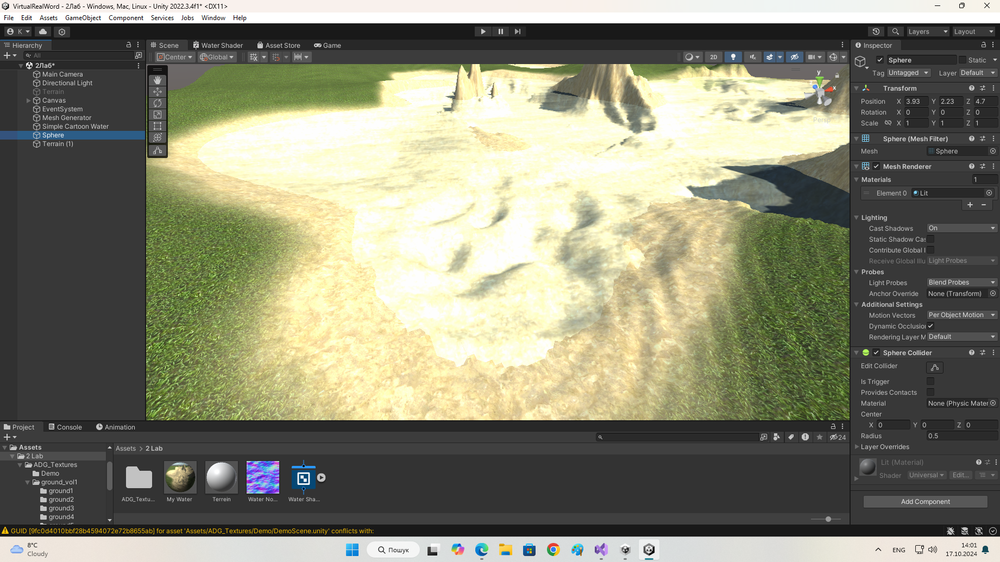 VirtualRealWord - 2Лаб - Windows, Mac, Linux - Unity 2022.3.4f1* <DX11>
File Edit Assets GameObject Component Services Jobs Window Help
K
Layers Layout
Hierarchy
All
2Лаб*
Main Camera
Directional Light
Terrain
Canvas
EventSystem
Mesh Generator
Simple Cartoon Water
Sphere
Terrain (1)
Scene Water Shader Asset Store Game
Center Global 2D
y
x
Persp
Inspector
Sphere Static
Tag Untagged Layer Default
Transform
Position X 3.93 Y 2.23 Z 4.7
Rotation X 0 Y 0 Z 0
Scale X 1 Y 1 Z 1
Sphere (Mesh Filter)
Mesh Sphere
Mesh Renderer
Materials 1
Element 0 Lit
Lighting
Cast Shadows On
Static Shadow Cas
Contribute Global I
Receive Global Illu Light Probes
Probes
Light Probes Blend Probes
Anchor Override None (Transform)
Additional Settings
Motion Vectors Per Object Motion
Dynamic Occlusion
Rendering Layer M Default
Sphere Collider
Edit Collider
Is Trigger
Provides Contacts
Material None (Physic Mater
Center
X 0 Y 0 Z 0
Radius 0.5
Layer Overrides
Lit (Material)
Shader Universal Edit...
Add Component
Project Console Animation
24
Assets
2 Lab
ADG_Textures
Demo
ground_vol1
ground1
ground2
ground3
ground4
Assets > 2 Lab
ADG_Textu... My Water Terrein Water No... Water Sha...
GUID [9fc0d4010bbf28b4594072e72b8655ab] for asset 'Assets/ADG_Textures/Demo/DemoScene.unity' conflicts with:
8°C
Cloudy
Пошук
ENG
14:01
17.10.2024